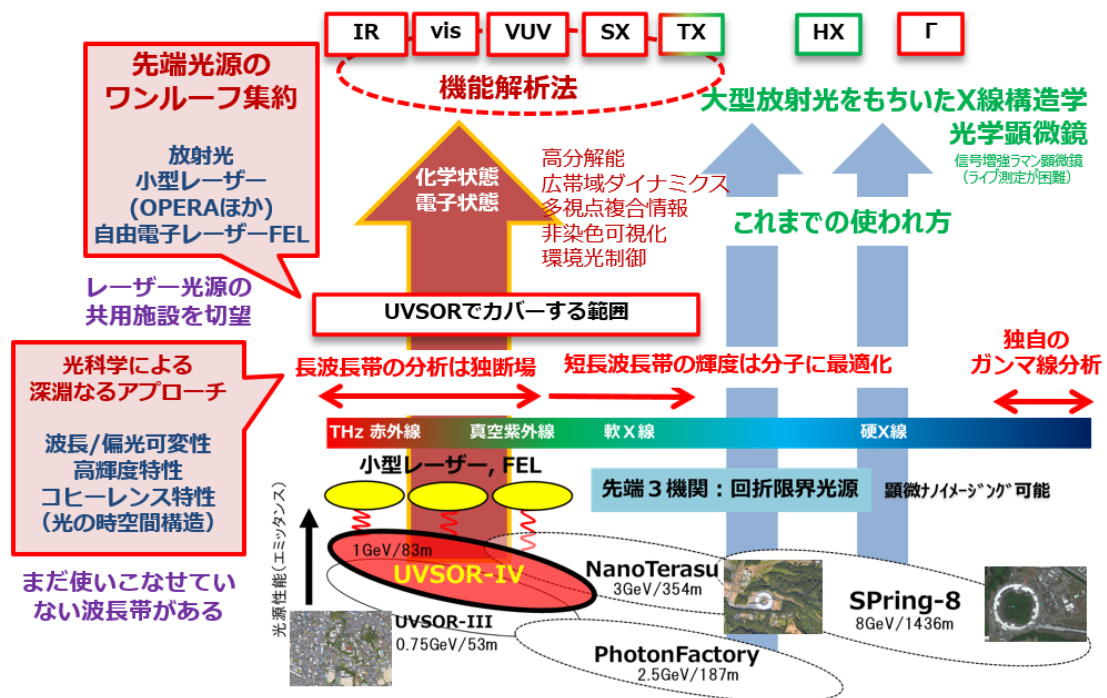 IR
vis
VUV
SX
TX
HX
Γ
機能解析法
先端光源の
ワンルーフ集約
放射光
小型レーザー
(OPERAほか)
自由電子レーザーFEL
レーザー光源の
共用施設を切望
化学状態
電子状態
高分解能
広帯域ダイナミクス
多視点複合情報
非染色可視化
環境光制御
大型放射光をもちいたX線構造学
光学顕微鏡
信号増強ラマン顕微鏡
(ライブ測定が困難)
これまでの使われ方
UVSORでカバーする範囲
光科学による
深淵なるアプローチ
波長/偏光可変性
高輝度特性
コヒーレンス特性
(光の時空間構造)
まだ使いこなせてい
ない波長帯がある
長波長帯の分析は独断場
短長波長帯の輝度は分子に最適化
独自の
ガンマ線分析
THz 赤外線
真空紫外線
軟X線
硬X線
小型レーザー, FEL
先端3機関:回折限界光源
顕微ナノイメージング可能
光源性能(エミッタンス)
1GeV/83m
UVSOR-IV
UVSOR-III
0.75GeV/53m
NanoTerasu
3GeV/354m
PhotonFactory
2.5GeV/187m
SPring-8
8GeV/1436m